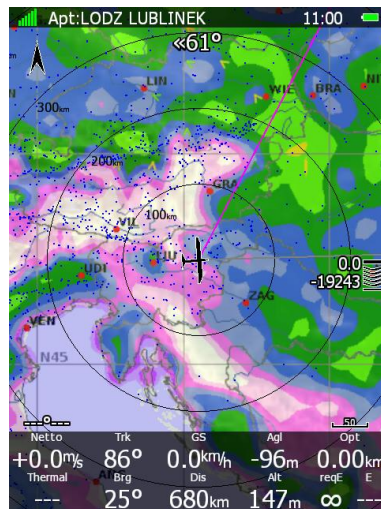 Apt:LODZ LUBLINEK 11:00
«61°
LIN
WIE
BRA
NI
300km
200km
GRA
100km
VIL
LJU
UDI
0.0
-19243
ZAG
VEN
N45
50
Netto Trk GS Agl Opt
+0.0m/s 86° 0.0km/h -96m 0.00km
Thermal Brg Dis Alt reqE E
--- 25° 680km 147m ∞ ---